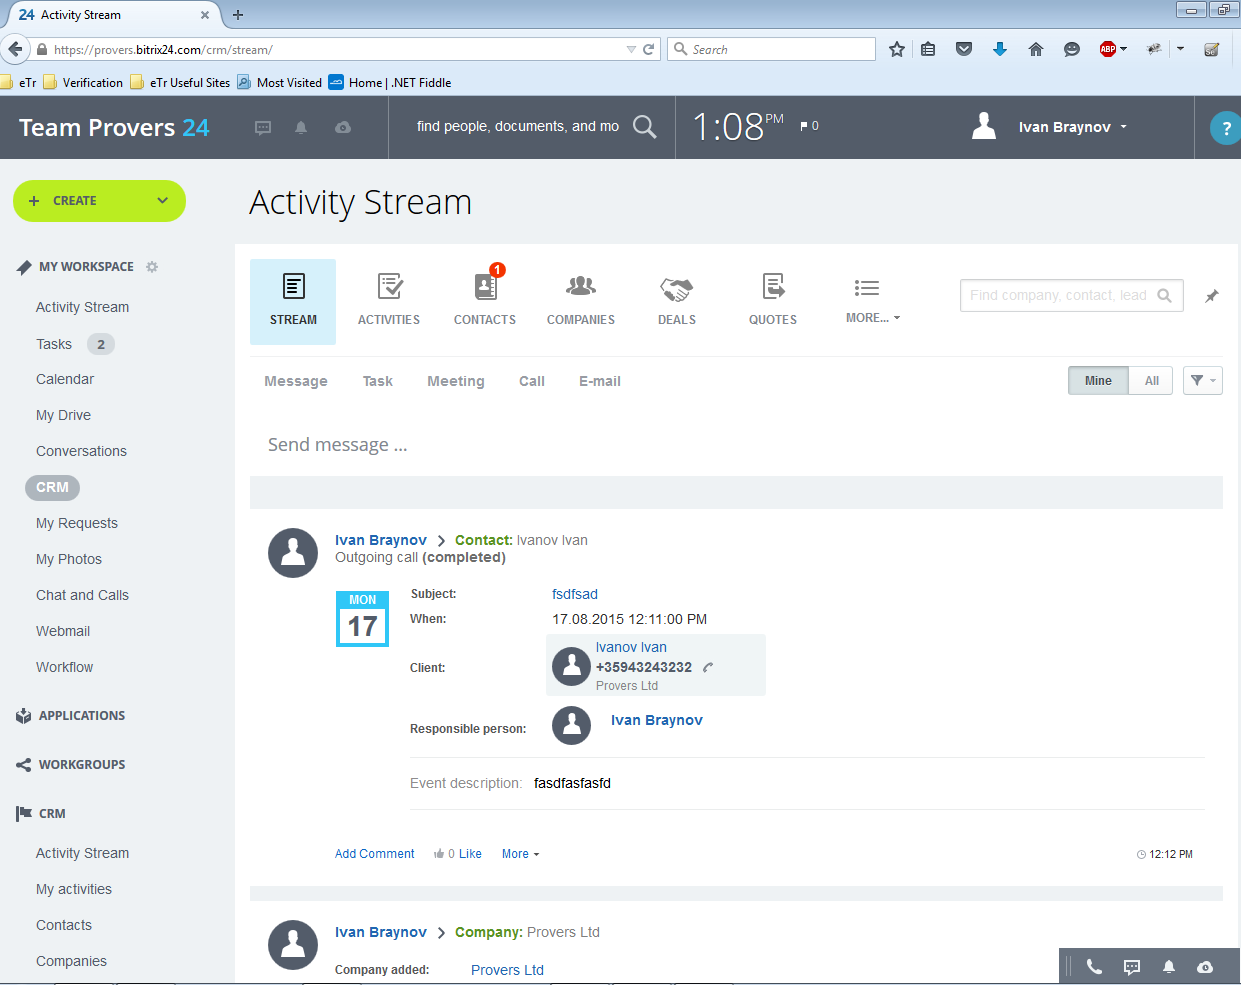 24 Activity Stream
https://provers.bitrix24.com/crm/stream/
Search
ABP
eTr Verification eTr Useful Sites Most Visited Home | .NET Fiddle
Team Provers 24
find people, documents, and mo
1:08 PM
0
Ivan Braynov
?
+ CREATE
Activity Stream
MY WORKSPACE
Activity Stream
Tasks 2
Calendar
My Drive
Conversations
CRM
My Requests
My Photos
Chat and Calls
Webmail
Workflow
APPLICATIONS
WORKGROUPS
CRM
Activity Stream
My activities
Contacts
Companies
STREAM
ACTIVITIES
1
CONTACTS
COMPANIES
DEALS
QUOTES
MORE...
Find company, contact, lead
Message Task Meeting Call E-mail
Mine All
Send message ...
Ivan Braynov > Contact: Ivanov Ivan
Outgoing call (completed)
MON
17
Subject: fsdfsad
When: 17.08.2015 12:11:00 PM
Client: Ivanov Ivan
+35943243232
Provers Ltd
Responsible person: Ivan Braynov
Event description: fasdfasfasfd
Add Comment 0 Like More
12:12 PM
Ivan Braynov > Company: Provers Ltd
Company added: Provers Ltd